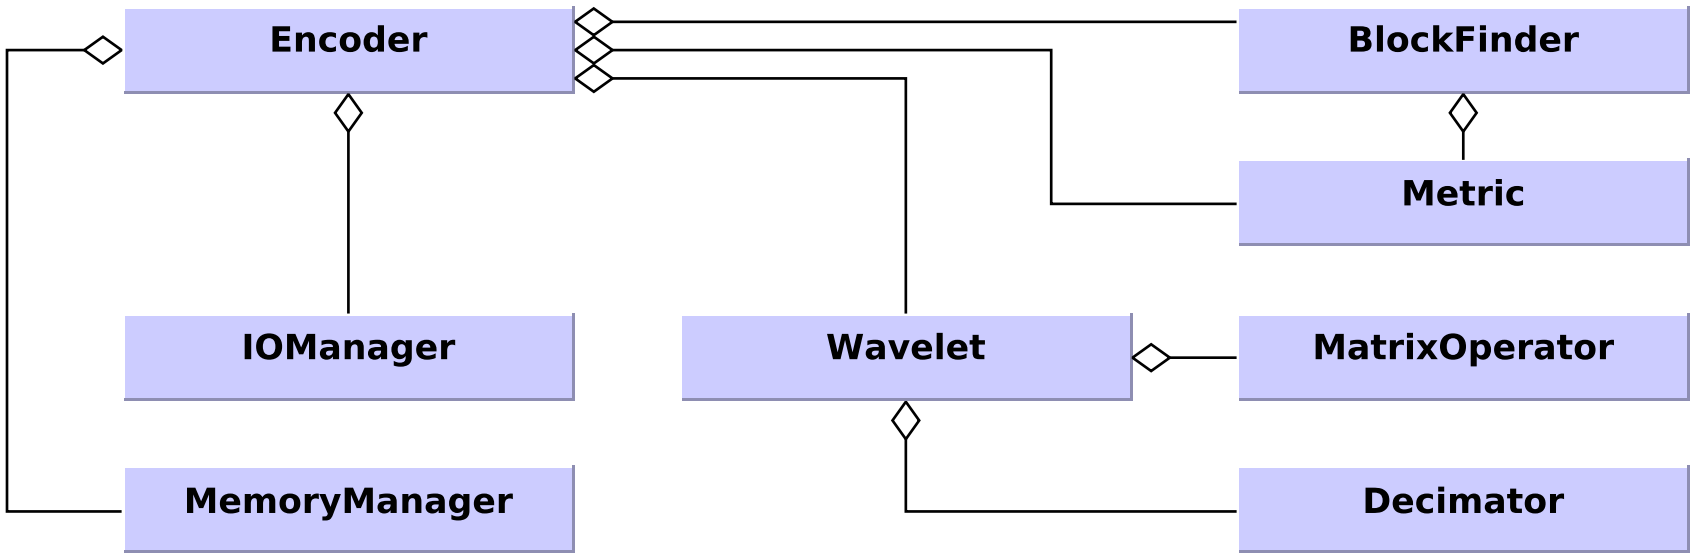 Encoder
BlockFinder
Metric
IOManager
Wavelet
MatrixOperator
MemoryManager
Decimator